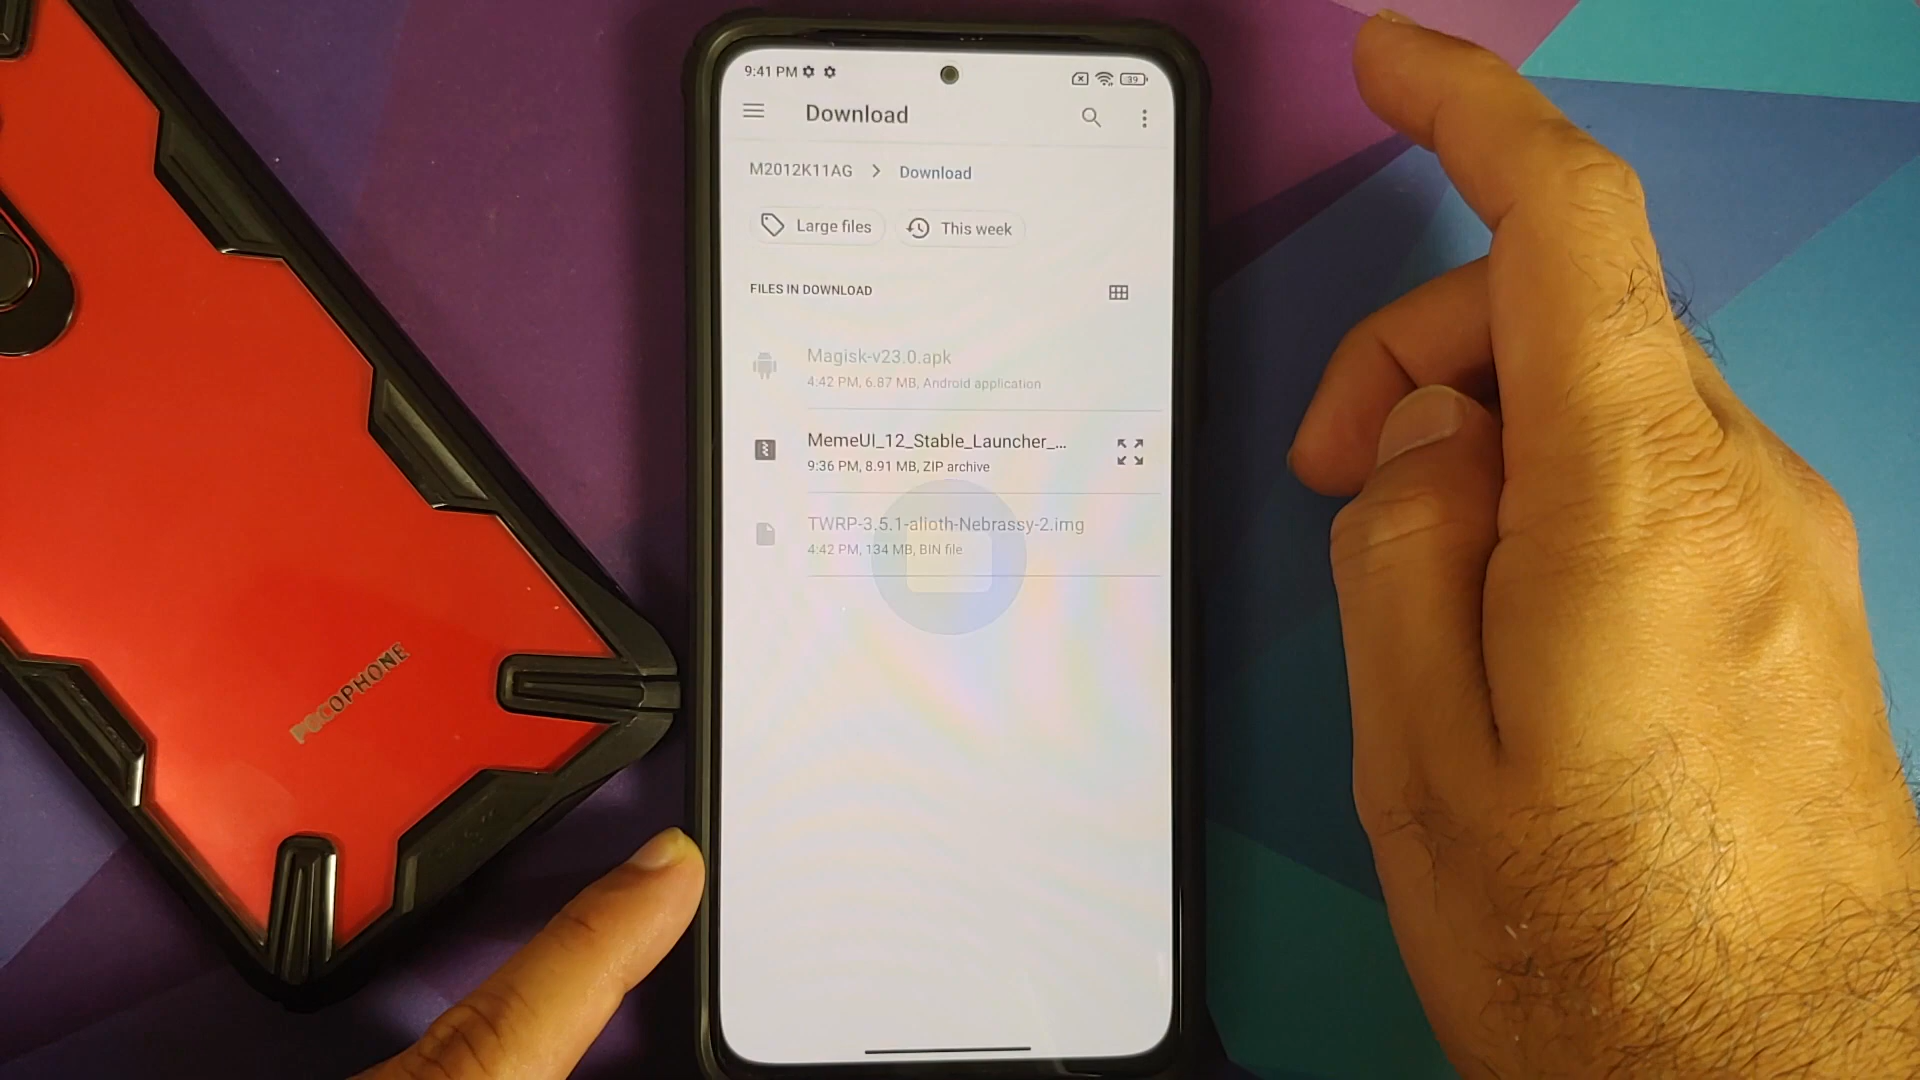 9:41 PM
39
Download
M2012K11AG > Download
Large files
This week
FILES IN DOWNLOAD
Magisk-v23.0.apk
4:42 PM, 6.87 MB, Android application
MemeUI_12_Stable_Launcher_...
9:36 PM, 8.91 MB, ZIP archive
TWRP-3.5.1-alioth-Nebrassy-2.img
4:42 PM, 134 MB, BIN file
POCOPHONE